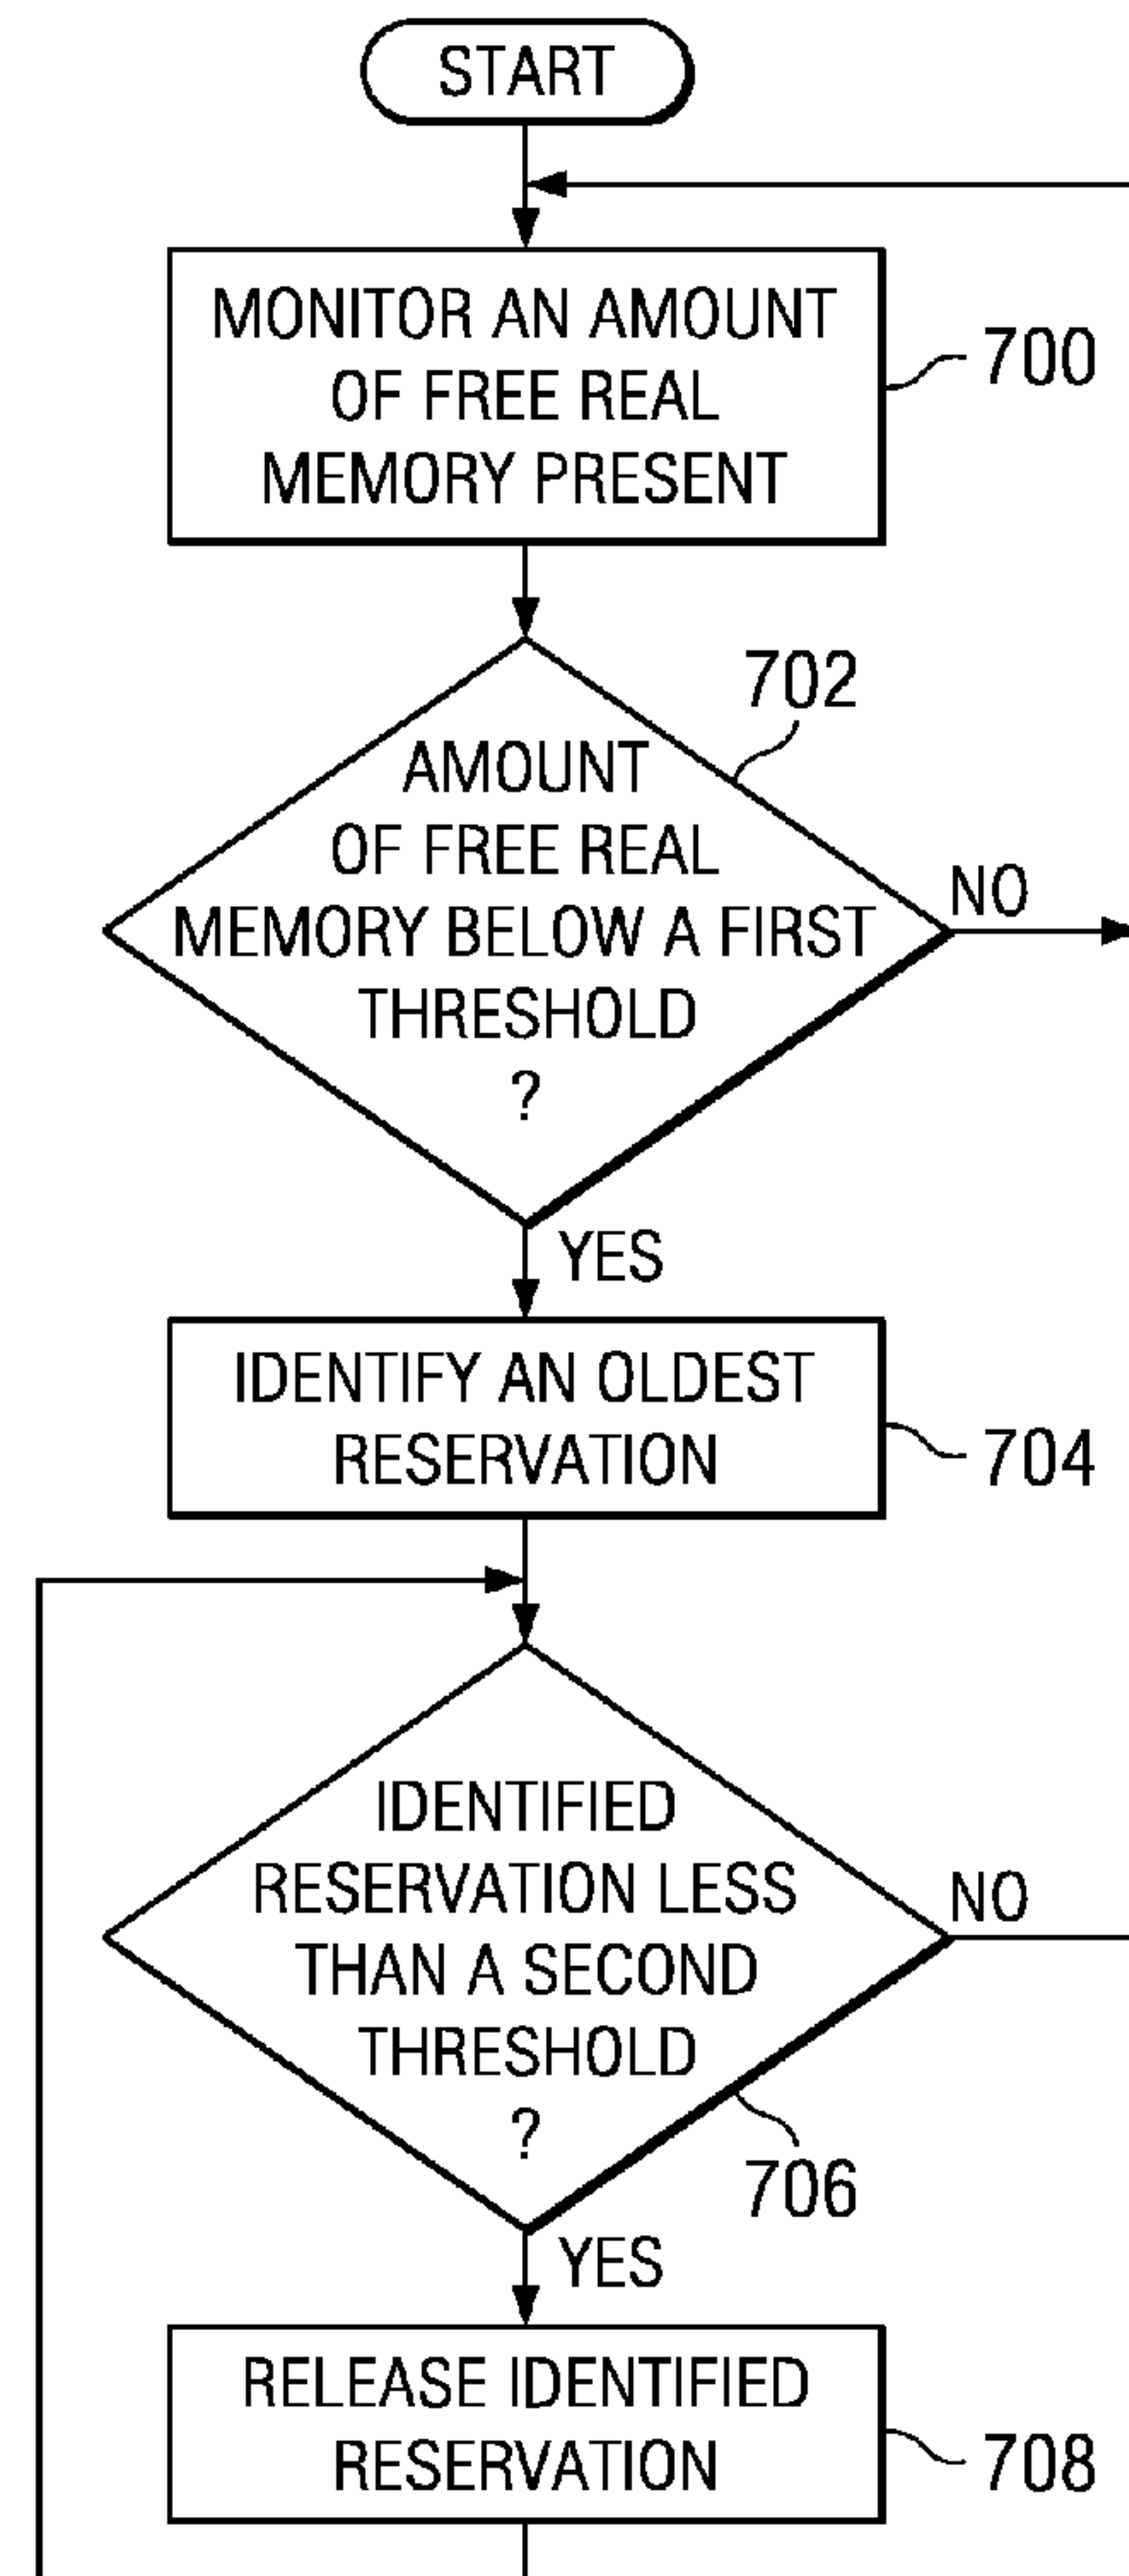 START
MONITOR AN AMOUNT
OF FREE REAL
MEMORY PRESENT
700
702
AMOUNT
OF FREE REAL
MEMORY BELOW A FIRST
THRESHOLD
?
NO
YES
IDENTIFY AN OLDEST
RESERVATION
704
IDENTIFIED
RESERVATION LESS
THAN A SECOND
THRESHOLD
?
NO
706
YES
RELEASE IDENTIFIED
RESERVATION
708